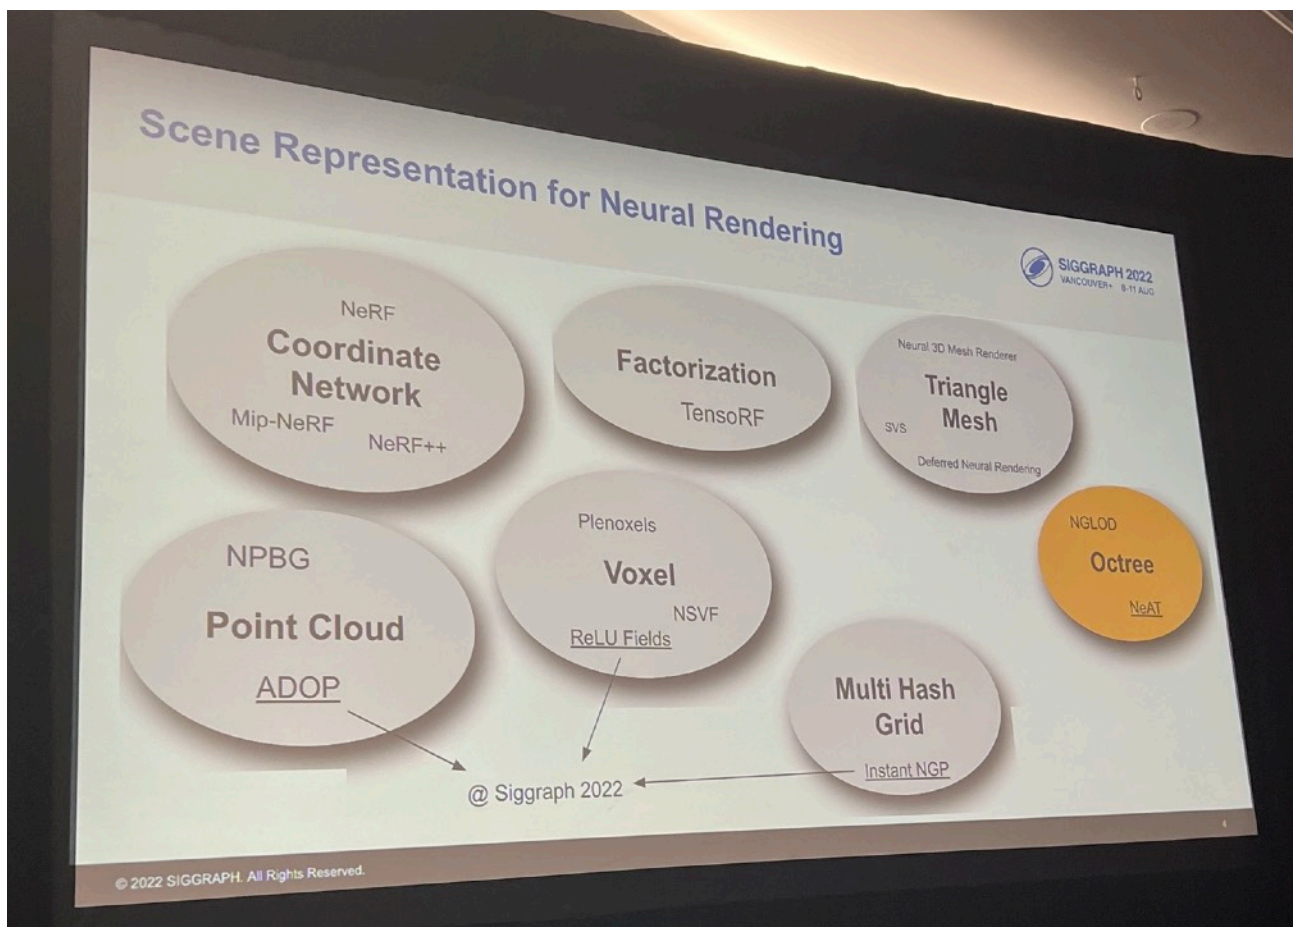 Scene Representation for Neural Rendering
SIGGRAPH 2022
VANCOUVER+ 8-11 AUG
NeRF
Coordinate
Network
Mip-NeRF
NeRF++
Factorization
TensoRF
Neural 3D Mesh Renderer
Triangle
Mesh
SVS
Deferred Neural Rendering
NPBG
Point Cloud
ADOP
Plenoxels
Voxel
NSVF
ReLU Fields
NGLOD
Octree
NeAT
Multi Hash
Grid
Instant NGP
@ Siggraph 2022
© 2022 SIGGRAPH. All Rights Reserved.
4